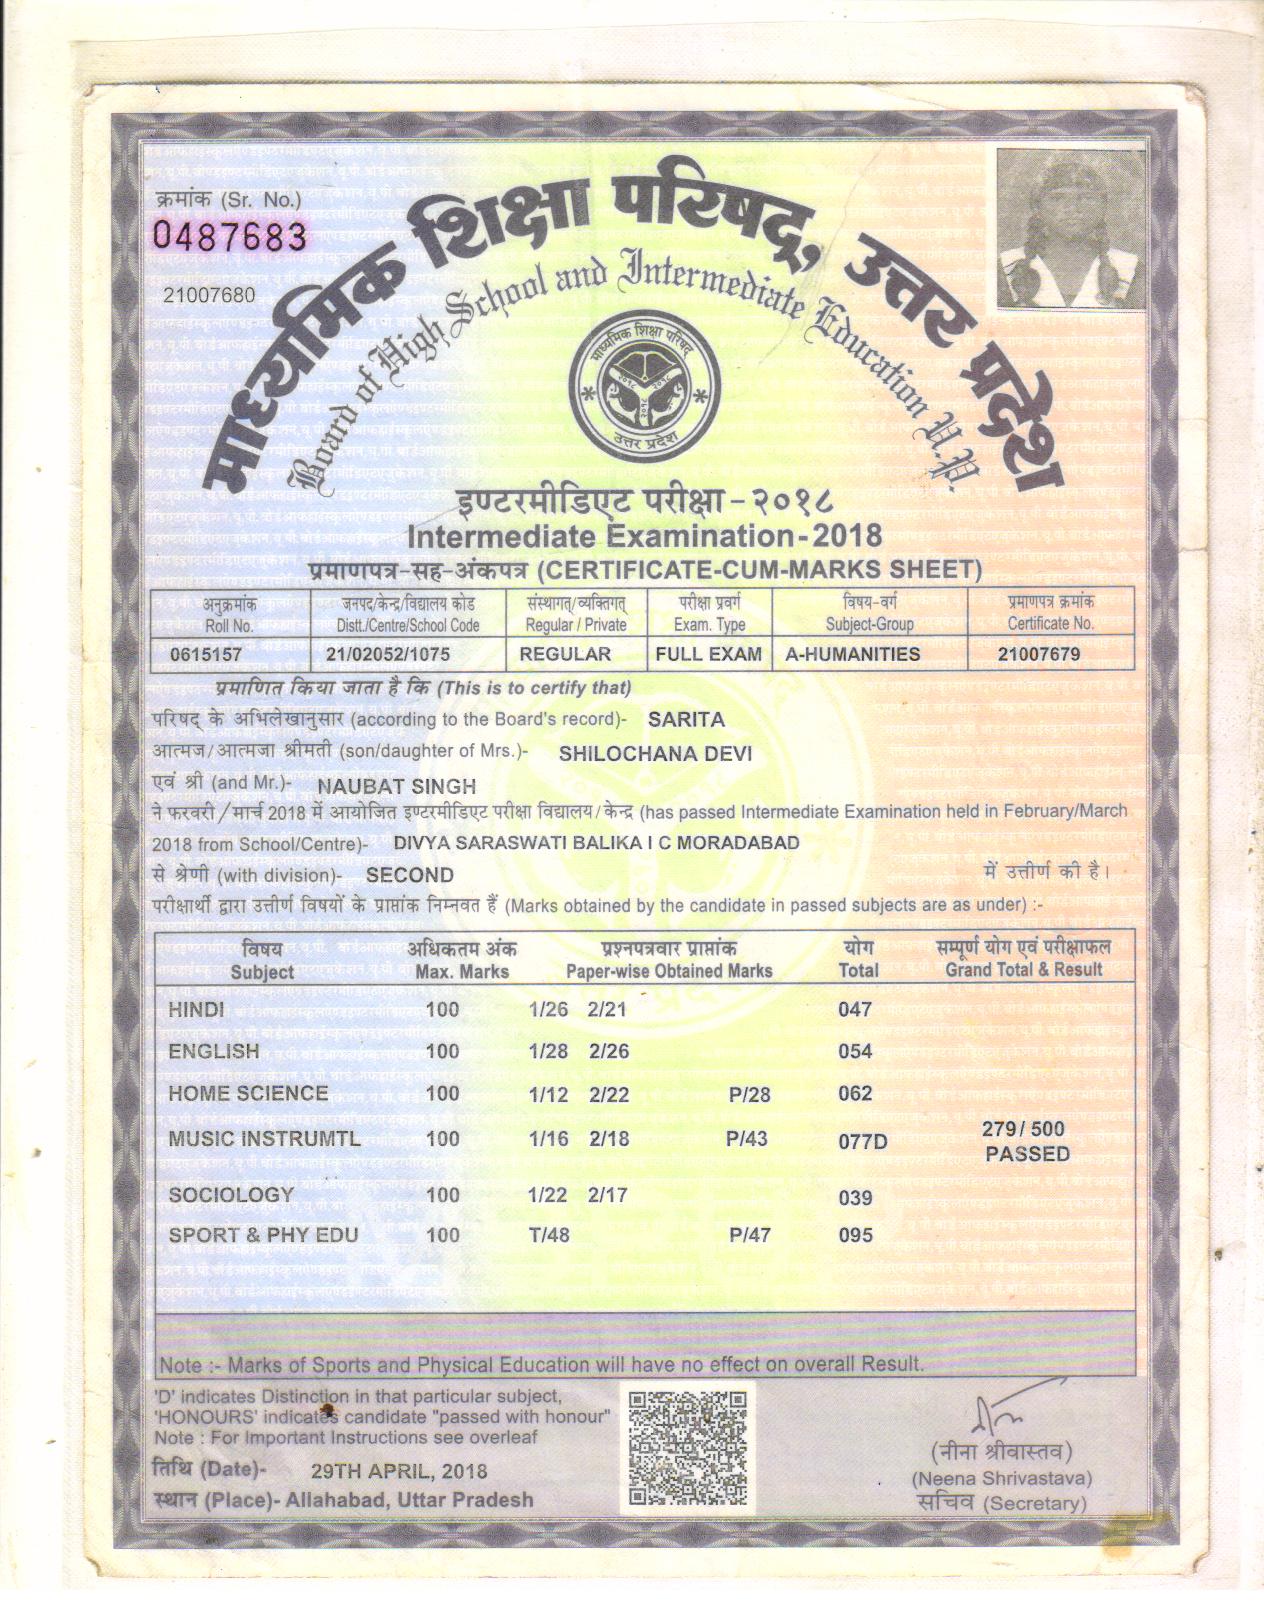 क्रमांक (Sr. No.)
0487683
21007680
माध्यमिक शिक्षा परिषद्, उत्तर प्रदेश
Board of High School and Intermediate Education U.P.
माध्यमिक शिक्षा परिषद्
२०१८ २०१८
२०१८
उत्तर प्रदेश
इण्टरमीडिएट परीक्षा - २०१८
Intermediate Examination - 2018
प्रमाणपत्र-सह-अंकपत्र (CERTIFICATE-CUM-MARKS SHEET)
अनुक्रमांक जनपद/केन्द्र/विद्यालय कोड संस्थागत्/व्यक्तिगत् परीक्षा प्रवर्ग विषय-वर्ग प्रमाणपत्र क्रमांक
Roll No. Distt./Centre/School Code Regular / Private Exam. Type Subject-Group Certificate No.
0615157 21/02052/1075 REGULAR FULL EXAM A-HUMANITIES 21007679
प्रमाणित किया जाता है कि (This is to certify that)
परिषद् के अभिलेखानुसार (according to the Board's record)- SARITA
आत्मज/आत्मजा श्रीमती (son/daughter of Mrs.)- SHILOCHANA DEVI
एवं श्री (and Mr.)- NAUBAT SINGH
ने फरवरी/मार्च 2018 में आयोजित इण्टरमीडिएट परीक्षा विद्यालय/केन्द्र (has passed Intermediate Examination held in February/March
2018 from School/Centre)- DIVYA SARASWATI BALIKA I C MORADABAD
से श्रेणी (with division)- SECOND में उत्तीर्ण की है।
परीक्षार्थी द्वारा उत्तीर्ण विषयों के प्राप्तांक निम्नवत हैं (Marks obtained by the candidate in passed subjects are as under) :-
विषय अधिकतम अंक प्रश्नपत्रवार प्राप्तांक योग सम्पूर्ण योग एवं परीक्षाफल
Subject Max. Marks Paper-wise Obtained Marks Total Grand Total & Result
HINDI 100 1/26 2/21 047
ENGLISH 100 1/28 2/26 054
HOME SCIENCE 100 1/12 2/22 P/28 062
MUSIC INSTRUMTL 100 1/16 2/18 P/43 077D 279/ 500
PASSED
SOCIOLOGY 100 1/22 2/17 039
SPORT & PHY EDU 100 T/48 P/47 095
Note :- Marks of Sports and Physical Education will have no effect on overall Result.
'D' indicates Distinction in that particular subject,
'HONOURS' indicates candidate "passed with honour"
Note : For Important Instructions see overleaf
तिथि (Date)- 29TH APRIL, 2018
स्थान (Place)- Allahabad, Uttar Pradesh
(नीना श्रीवास्तव)
(Neena Shrivastava)
सचिव (Secretary)